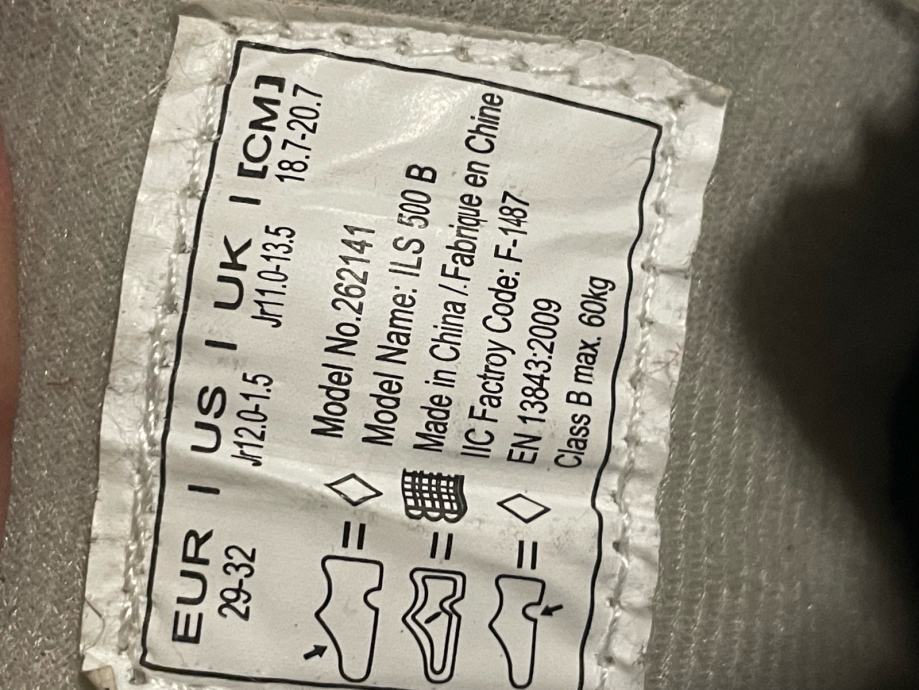 EUR | US | UK | [CM]
29-32 Jr12.0-1.5 Jr11.0-13.5 18.7-20.7
Model No.262141
Model Name: ILS 500 B
Made in China /.Fabrique en Chine
IIC Factroy Code: F-1487
EN 13843:2009
Class B max. 60kg